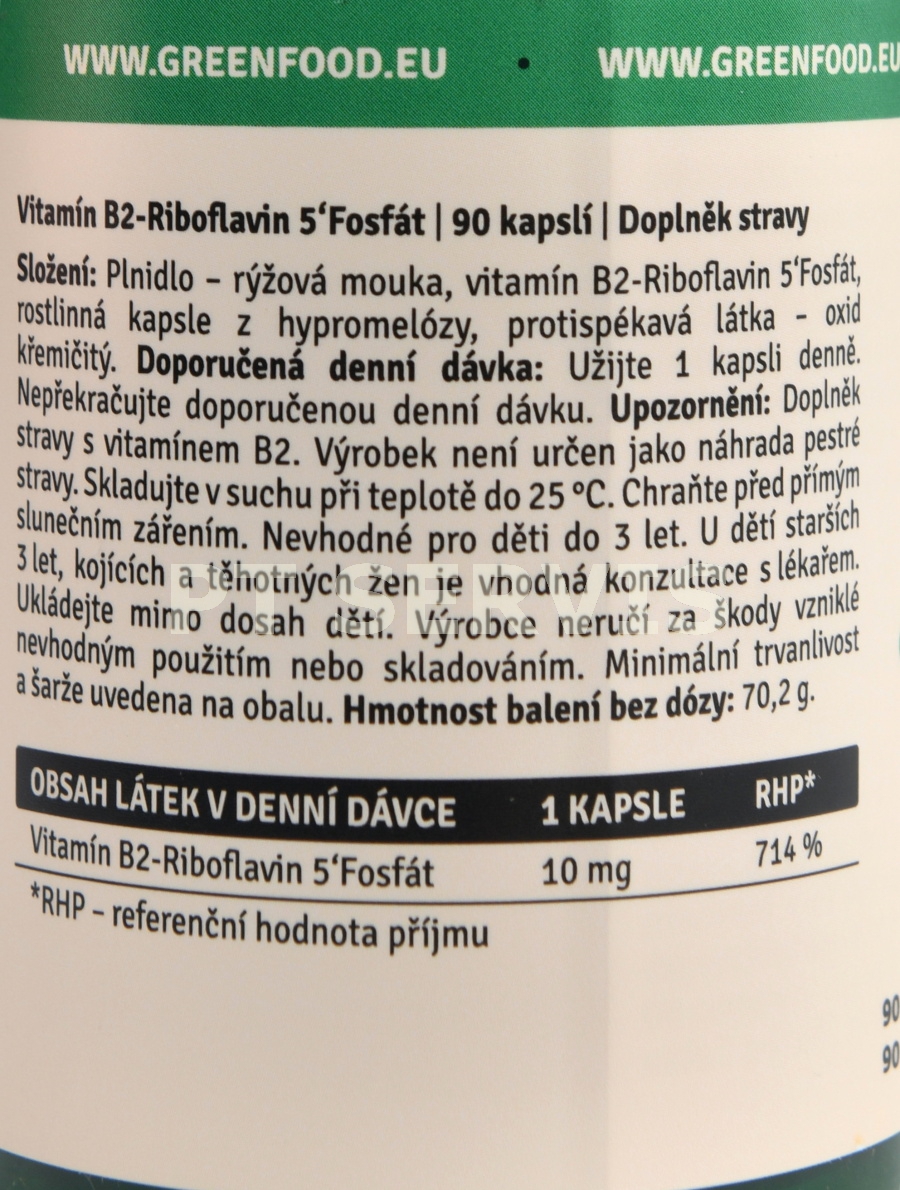 WWW.GREENFOOD.EU • WWW.GREENFOOD.EU
Vitamín B2-Riboflavin 5‘Fosfát | 90 kapslí | Doplněk stravy
Složení: Plnidlo – rýžová mouka, vitamín B2-Riboflavin 5‘Fosfát,
rostlinná kapsle z hypromelózy, protispékavá látka - oxid
křemičitý. Doporučená denní dávka: Užijte 1 kapsli denně.
Nepřekračujte doporučenou denní dávku. Upozornění: Doplněk
stravy s vitamínem B2. Výrobek není určen jako náhrada pestré
stravy. Skladujte v suchu při teplotě do 25 °C. Chraňte před přímým
slunečním zářením. Nevhodné pro děti do 3 let. U dětí starších
3 let, kojících a těhotných žen je vhodná konzultace s lékařem.
Ukládejte mimo dosah dětí. Výrobce neručí za škody vzniklé
nevhodným použitím nebo skladováním. Minimální trvanlivost
a šarže uvedena na obalu. Hmotnost balení bez dózy: 70,2 g.
OBSAH LÁTEK V DENNÍ DÁVCE 1 KAPSLE RHP*
Vitamín B2-Riboflavin 5‘Fosfát 10 mg 714 %
*RHP – referenční hodnota příjmu
90
90